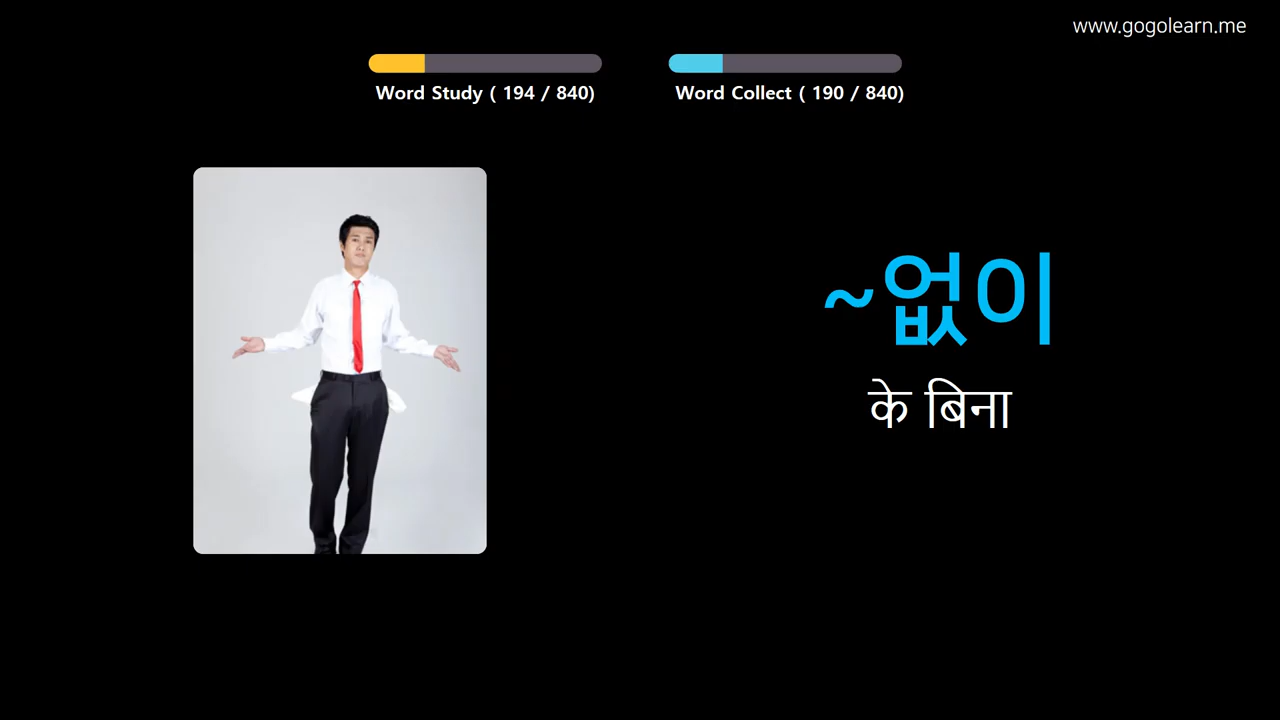 www.gogolearn.me
Word Study ( 194 / 840)
Word Collect ( 190 / 840)
~없이
के बिना